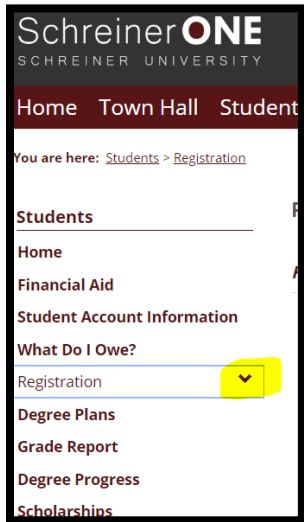 Schreiner ONE
SCHREINER UNIVERSITY
Home Town Hall Student
You are here: Students > Registration
Students
Home
Financial Aid
Student Account Information
What Do I Owe?
Registration
Degree Plans
Grade Report
Degree Progress
Scholarships